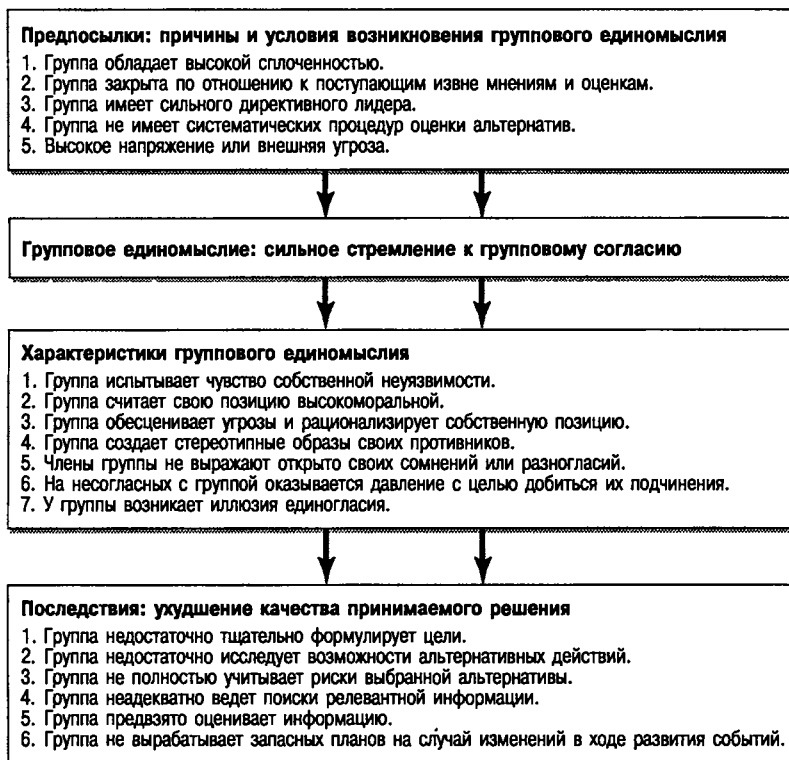 Предпосылки: причины и условия возникновения группового единомыслия
1. Группа обладает высокой сплоченностью.
2. Группа закрыта по отношению к поступающим извне мнениям и оценкам.
3. Группа имеет сильного директивного лидера.
4. Группа не имеет систематических процедур оценки альтернатив.
5. Высокое напряжение или внешняя угроза.
Групповое единомыслие: сильное стремление к групповому согласию
Характеристики группового единомыслия
1. Группа испытывает чувство собственной неуязвимости.
2. Группа считает свою позицию высокоморальной.
3. Группа обесценивает угрозы и рационализирует собственную позицию.
4. Группа создает стереотипные образы своих противников.
5. Члены группы не выражают открыто своих сомнений или разногласий.
6. На несогласных с группой оказывается давление с целью добиться их подчинения.
7. У группы возникает иллюзия единогласия.
Последствия: ухудшение качества принимаемого решения
1. Группа недостаточно тщательно формулирует цели.
2. Группа недостаточно исследует возможности альтернативных действий.
3. Группа не полностью учитывает риски выбранной альтернативы.
4. Группа неадекватно ведет поиски релевантной информации.
5. Группа предвзято оценивает информацию.
6. Группа не вырабатывает запасных планов на случай изменений в ходе развития событий.